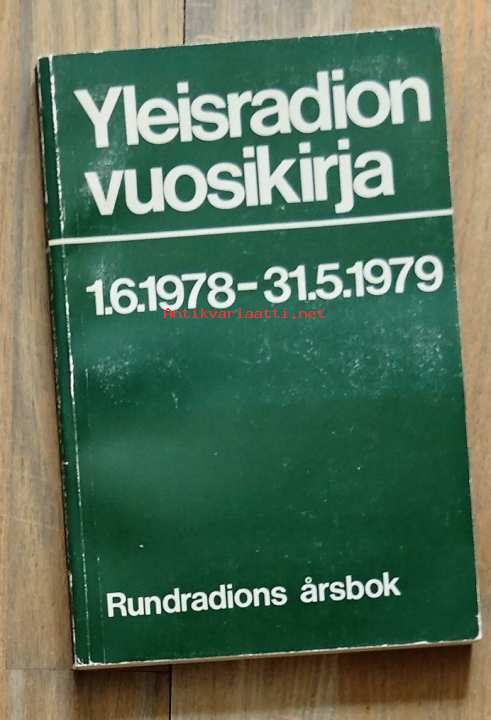 Yleisradion
vuosikirja
1.6.1978-31.5.1979
Antikvariaatti.net
Rundradions årsbok